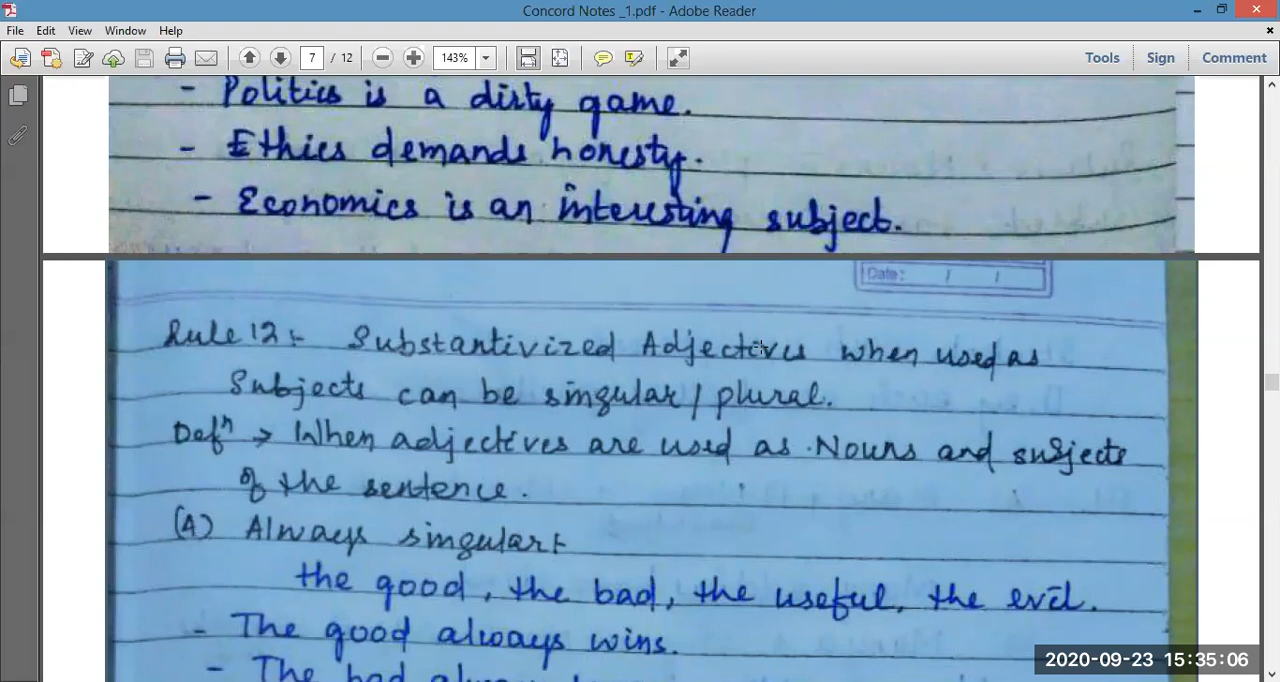 Concord Notes _1.pdf - Adobe Reader
File Edit View Window Help
7 / 12 143% Tools Sign Comment
- Politics is a dirty game.
- Ethics demands honesty.
- Economics is an interesting subject.
Date: / /
Rule 12:- Substantivized Adjectives when used as
Subjects can be singular/plural.
Defⁿ → When adjectives are used as Nouns and subjects
of the sentence.
(A) Always singular
the good, the bad, the useful, the evil.
- The good always wins.
- The bad always
2020-09-23 15:35:06